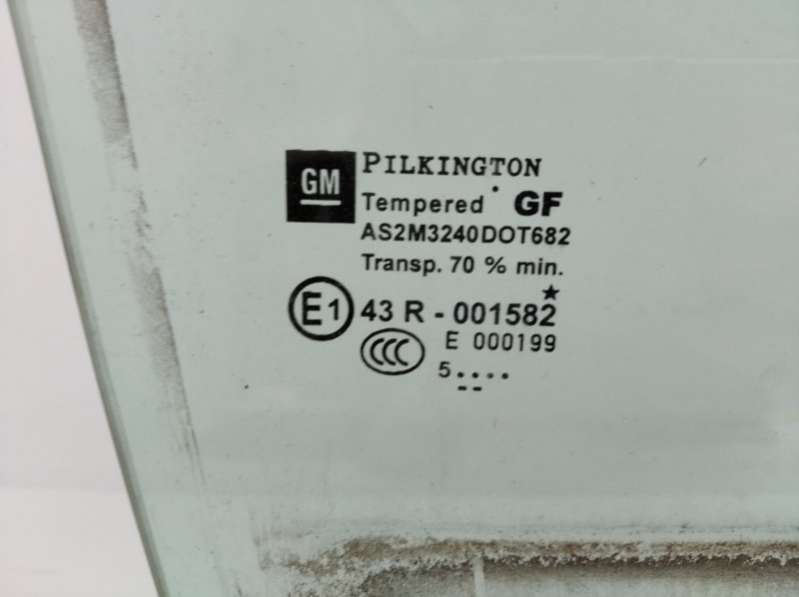 GM
PILKINGTON
Tempered GF
AS2M3240DOT682
Transp. 70 % min.
E1 43 R - 001582
CCC E 000199
5....
--